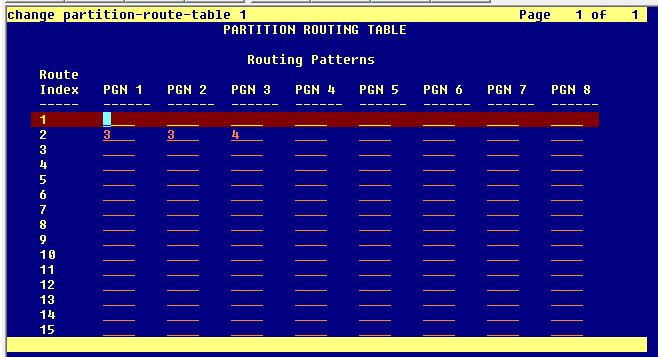 change partition-route-table 1 Page 1 of 1
PARTITION ROUTING TABLE
Routing Patterns
Route
Index PGN 1 PGN 2 PGN 3 PGN 4 PGN 5 PGN 6 PGN 7 PGN 8
----- ------ ------ ------ ------ ------ ------ ------ ------
1
2 3 3 4
3
4
5
6
7
8
9
10
11
12
13
14
15